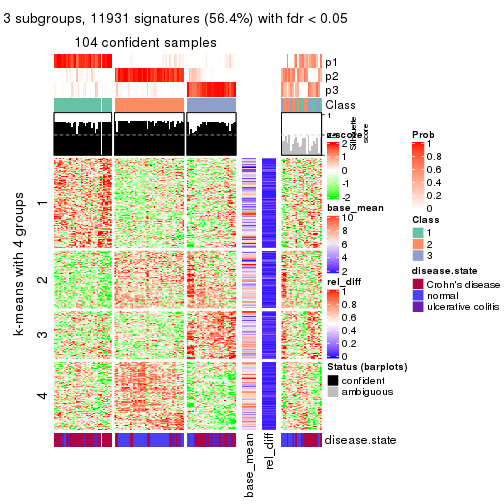 3 subgroups, 11931 signatures (56.4%) with fdr < 0.05
104 confident samples
p1
p2
p3
Class
1
Silhouette
score
z-score
2
1
0
-1
-2
base_mean
10
8
6
4
2
rel_diff
1
0.8
0.6
0.4
0.2
0
Status (barplots)
confident
ambiguous
Prob
1
0.8
0.6
0.4
0.2
0
Class
1
2
3
disease.state
Crohn's disease
normal
ulcerative colitis
k-means with 4 groups
1
2
3
4
disease.state
base_mean
rel_diff